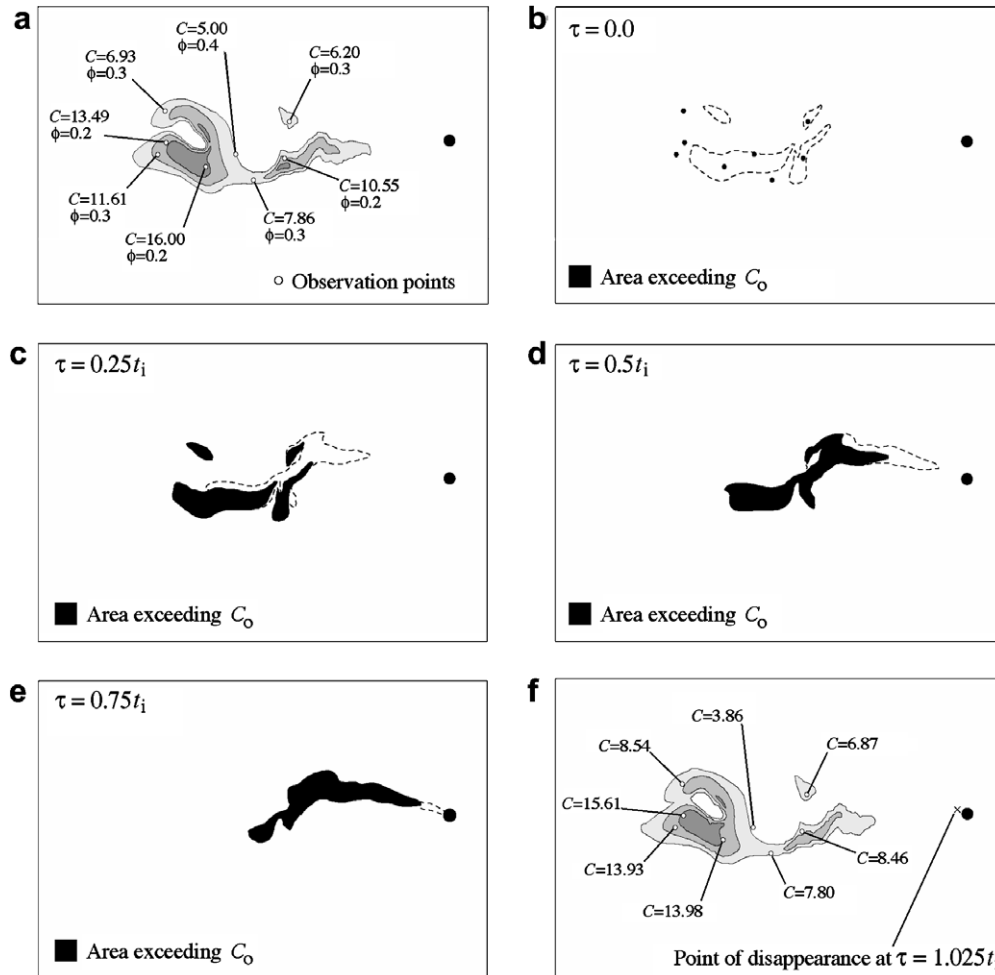 a
C=6.93
ϕ=0.3
C=5.00
ϕ=0.4
C=6.20
ϕ=0.3
C=13.49
ϕ=0.2
C=11.61
ϕ=0.3
C=16.00
ϕ=0.2
C=7.86
ϕ=0.3
C=10.55
ϕ=0.2
Observation points
b
τ = 0.0
Area exceeding Co
c
τ = 0.25ti
Area exceeding Co
d
τ = 0.5ti
Area exceeding Co
e
τ = 0.75ti
Area exceeding Co
f
C=3.86
C=8.54
C=6.87
C=15.61
C=13.93
C=13.98
C=7.80
C=8.46
Point of disappearance at τ = 1.025t